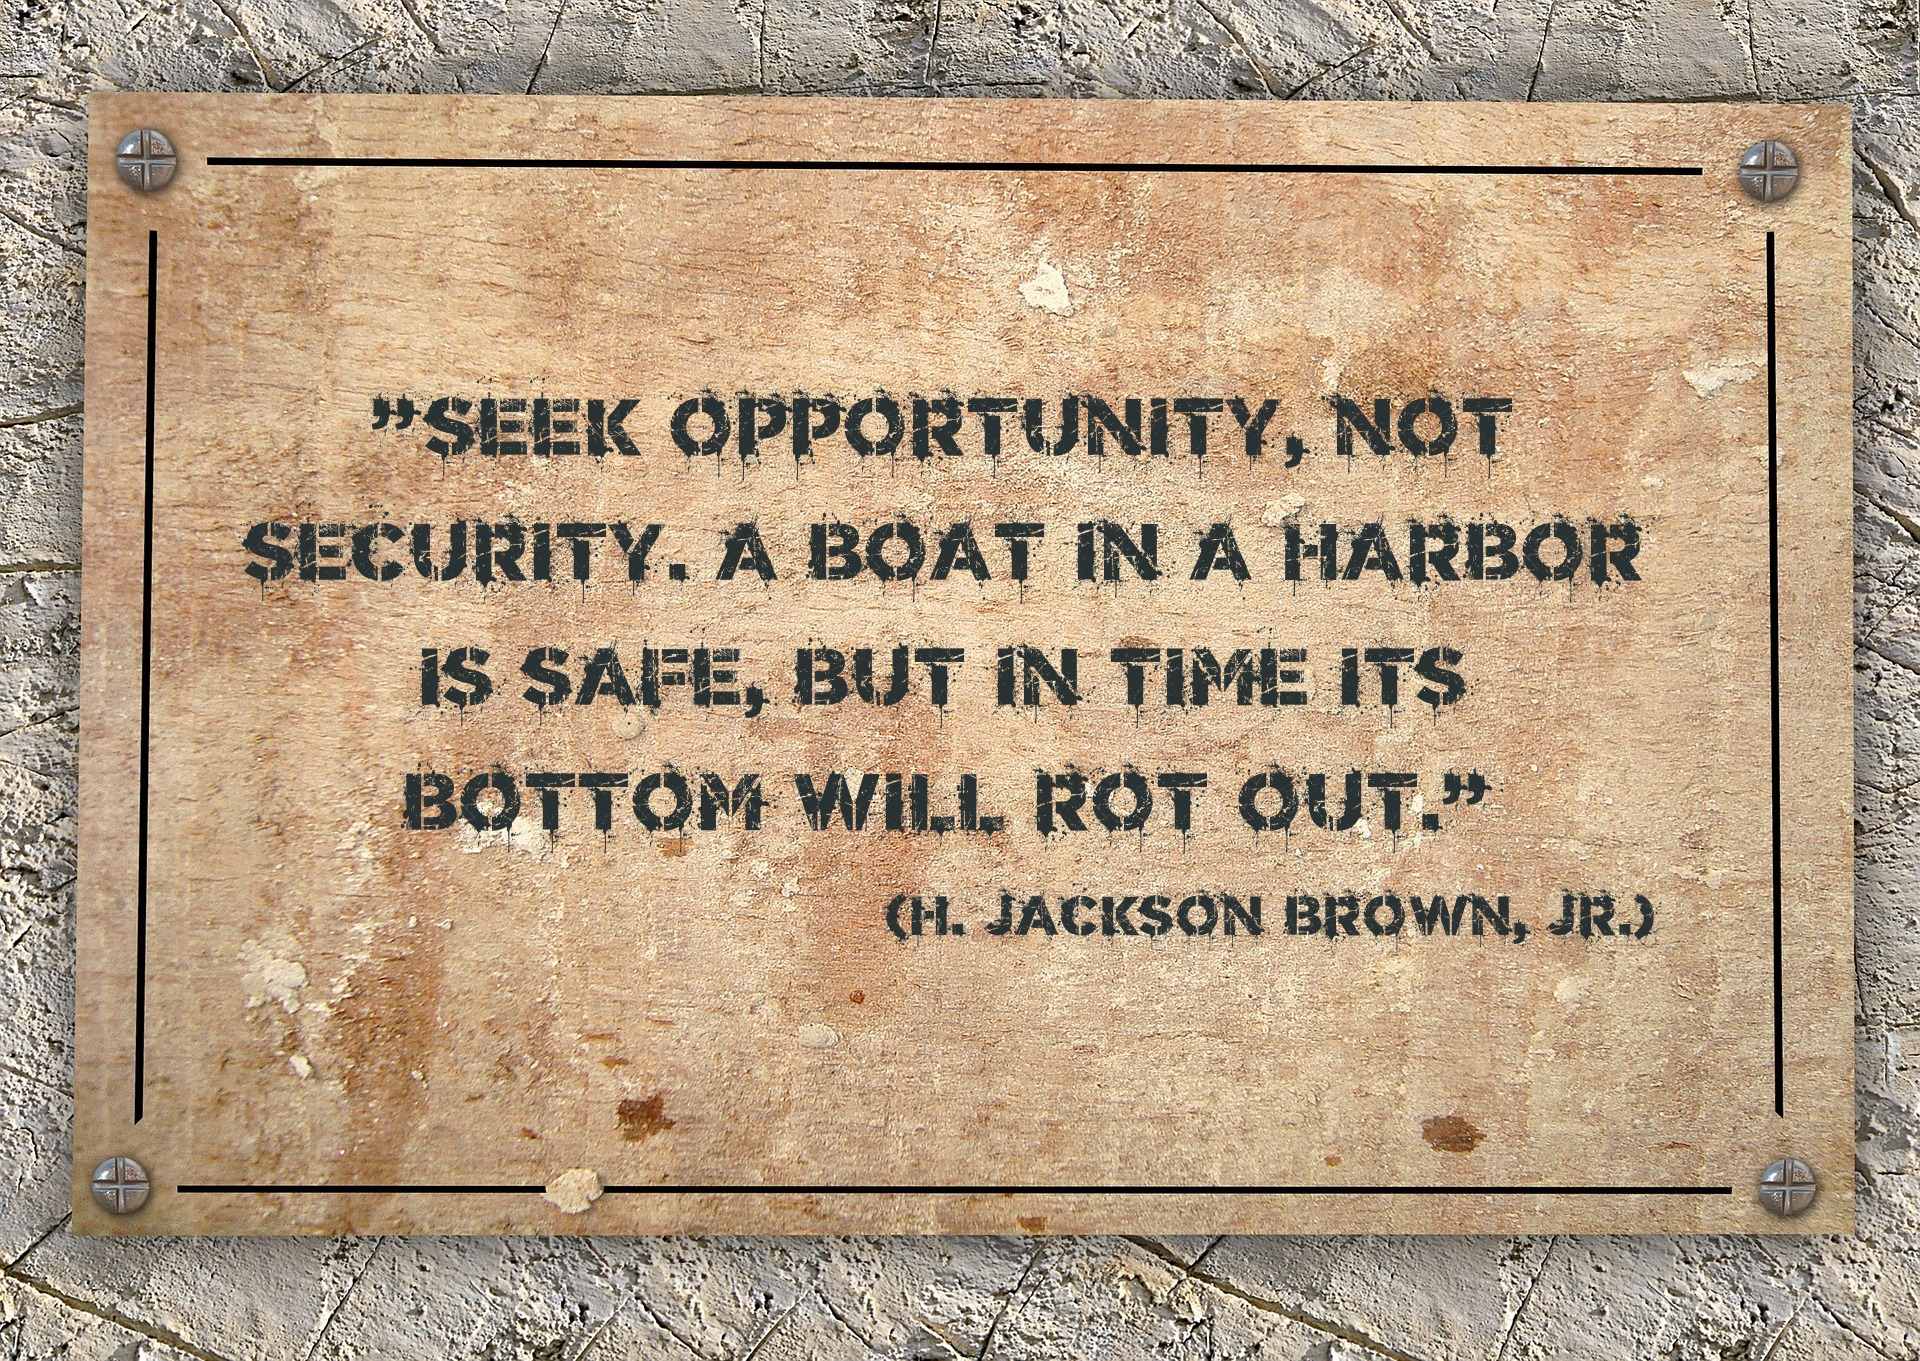 ”SEEK OPPORTUNITY, NOT
SECURITY. A BOAT IN A HARBOR
IS SAFE, BUT IN TIME ITS
BOTTOM WILL ROT OUT.”
(H. JACKSON BROWN, JR.)